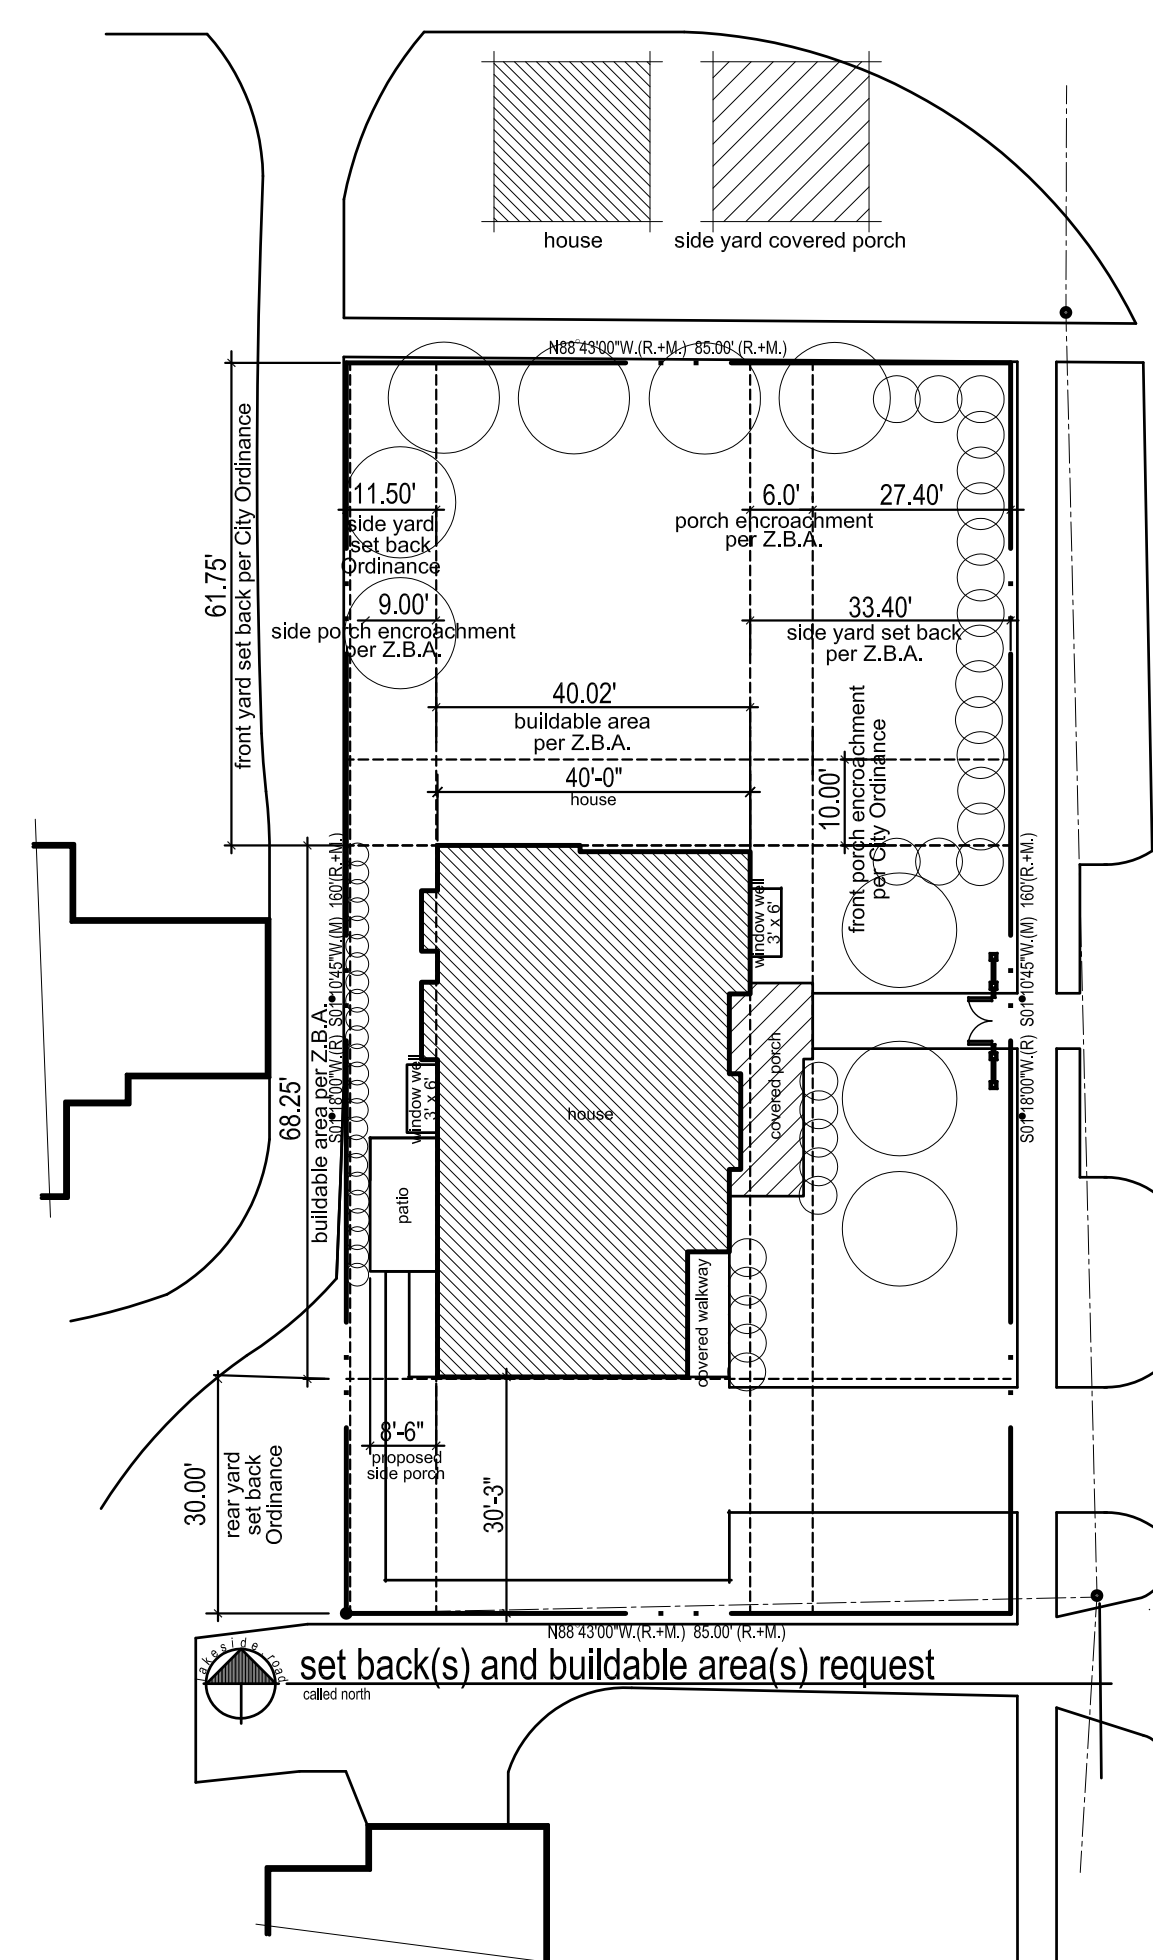 house
side yard covered porch
N88°43'00"W.(R.+M.) 85.00' (R.+M.)
11.50'
side yard
set back
Ordinance
6.0'
porch encroachment
per Z.B.A.
27.40'
61.75'
front yard set back per City Ordinance
9.00'
side porch encroachment
per Z.B.A.
33.40'
side yard set back
per Z.B.A.
40.02'
buildable area
per Z.B.A.
40'-0"
house
10.00'
front porch encroachment
per City Ordinance
S01°18'00"W.(R) S01°10'45"W.(M) 160'(R.+M.)
window well
3' x 6'
68.25'
buildable area per Z.B.A.
window well
3' x 6'
house
covered porch
S01°18'00"W.(R) S01°10'45"W.(M) 160'(R.+M.)
patio
covered walkway
8'-6"
proposed
side porch
30.00'
rear yard
set back
Ordinance
30'-3"
N88°43'00"W.(R.+M.) 85.00' (R.+M.)
lakeside road
set back(s) and buildable area(s) request
called north